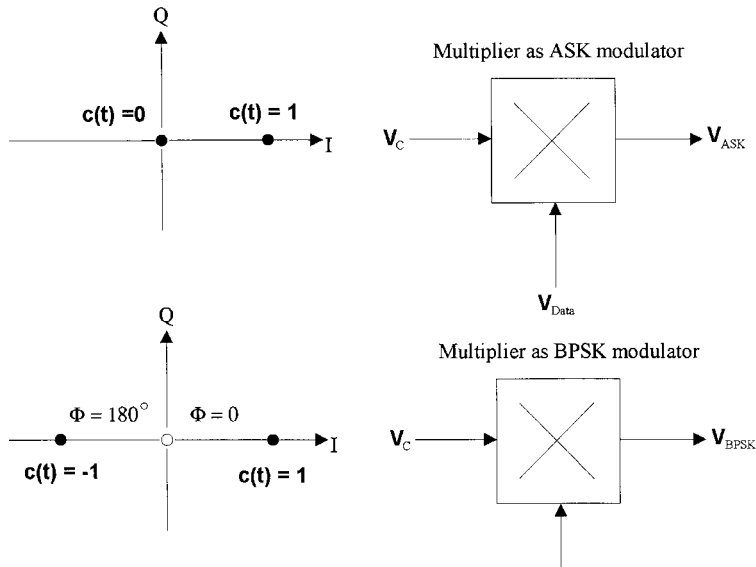 Q
Multiplier as ASK modulator
c(t) =0
c(t) = 1
I
V_C
V_ASK
V_Data
Q
Multiplier as BPSK modulator
Φ = 180°
Φ = 0
I
c(t) = -1
c(t) = 1
V_C
V_BPSK